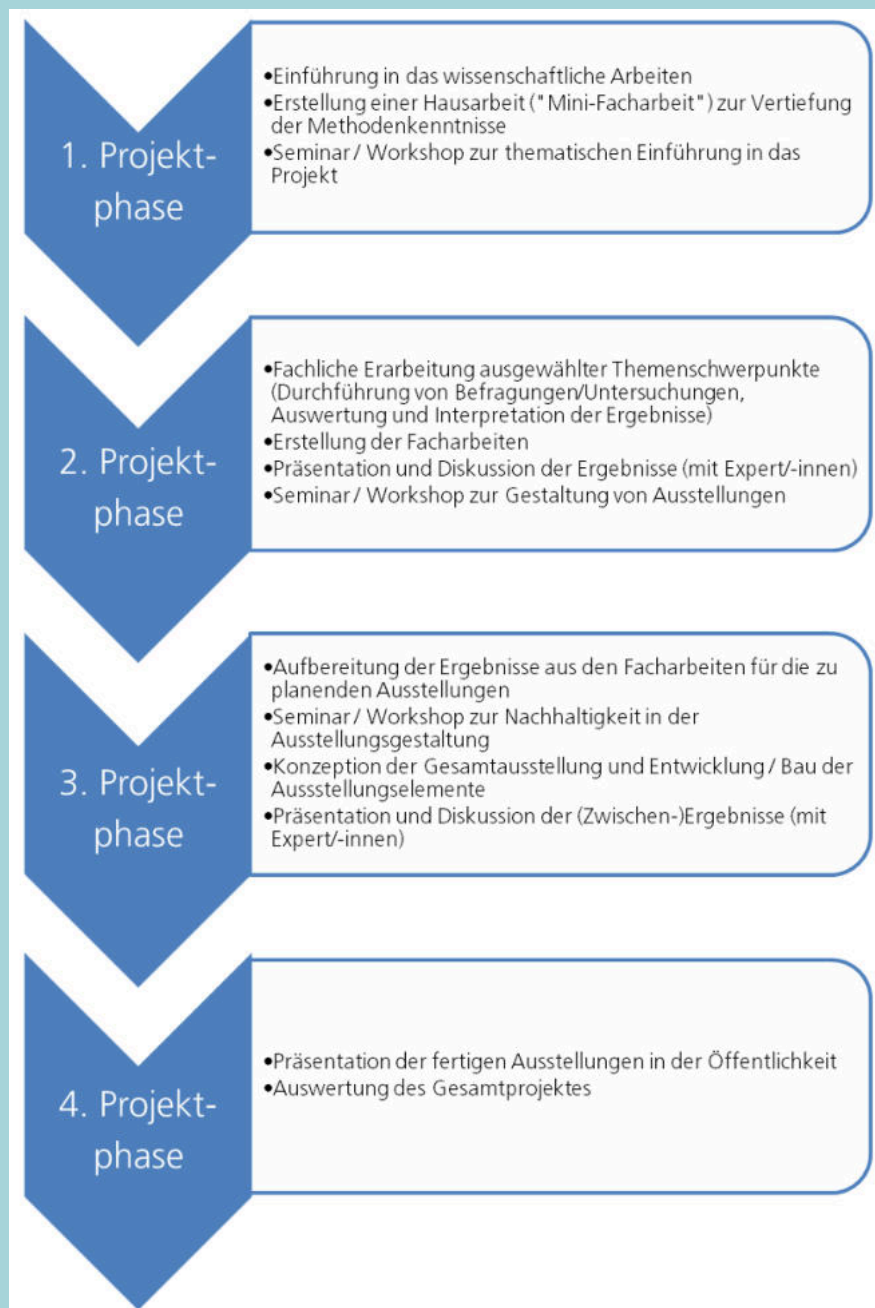 1. Projekt-
phase
•Einführung in das wissenschaftliche Arbeiten
•Erstellung einer Hausarbeit ("Mini-Facharbeit") zur Vertiefung
der Methodenkenntnisse
•Seminar / Workshop zur thematischen Einführung in das
Projekt
2. Projekt-
phase
•Fachliche Erarbeitung ausgewählter Themenschwerpunkte
(Durchführung von Befragungen/Untersuchungen,
Auswertung und Interpretation der Ergebnisse)
•Erstellung der Facharbeiten
•Präsentation und Diskussion der Ergebnisse (mit Expert/-innen)
•Seminar / Workshop zur Gestaltung von Ausstellungen
3. Projekt-
phase
•Aufbereitung der Ergebnisse aus den Facharbeiten für die zu
planenden Ausstellungen
•Seminar / Workshop zur Nachhaltigkeit in der
Ausstellungsgestaltung
•Konzeption der Gesamtausstellung und Entwicklung / Bau der
Aussstellungselemente
•Präsentation und Diskussion der (Zwischen-)Ergebnisse (mit
Expert/-innen)
4. Projekt-
phase
•Präsentation der fertigen Ausstellungen in der Öffentlichkeit
•Auswertung des Gesamtprojektes